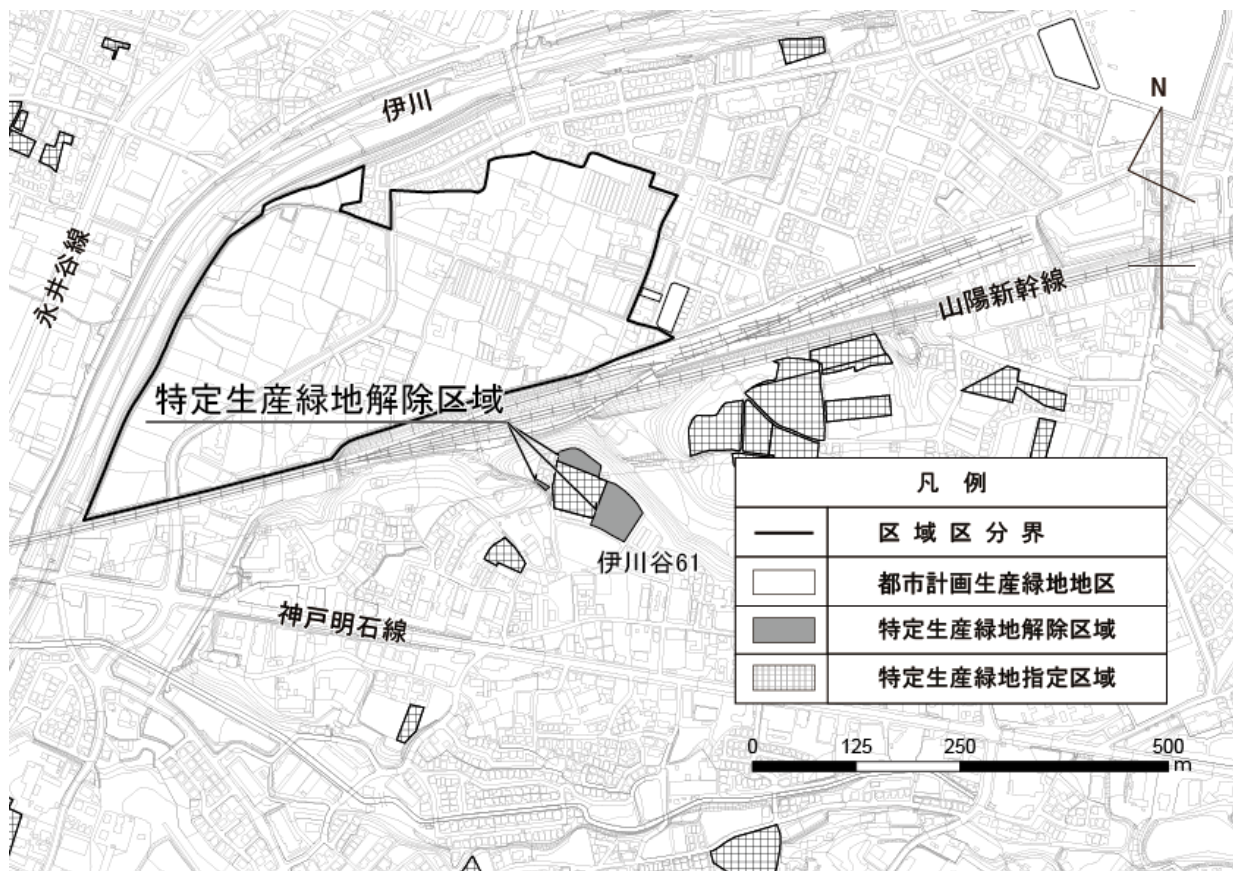 伊川
N
永井谷線
山陽新幹線
特定生産緑地解除区域
伊川谷61
神戸明石線
凡 例
区 域 区 分 界
都市計画生産緑地地区
特定生産緑地解除区域
特定生産緑地指定区域
0 125 250 500
m